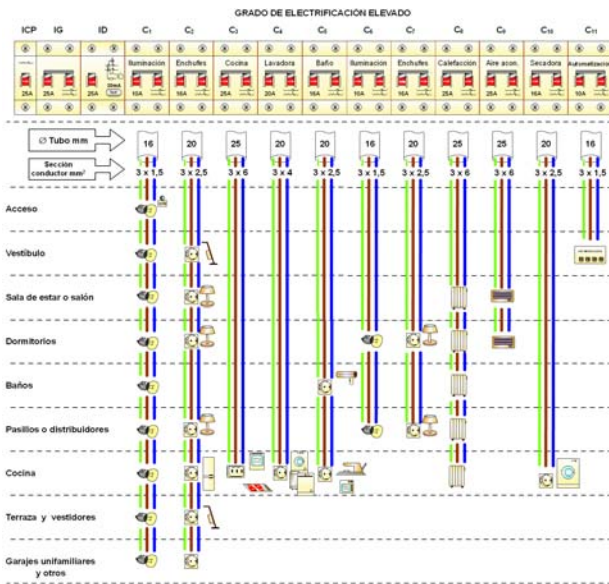 GRADO DE ELECTRIFICACIÓN ELEVADO
ICP IG ID C₁ C₂ C₃ C₄ C₅ C₆ C₇ C₈ C₉ C₁₀ C₁₁
Iluminación Enchufes Cocina Lavadora Baño Iluminación Enchufes Calefacción Aire acon. Secadora Automatización
30mA
25A 25A 25A 10A 16A 25A 20A 16A 10A 16A 25A 25A 16A 10A
Ø Tubo mm 16 20 25 20 20 16 20 25 25 20 16
Sección
conductor mm² 3 x 1,5 3 x 2,5 3 x 6 3 x 4 3 x 2,5 3 x 1,5 3 x 2,5 3 x 6 3 x 6 3 x 2,5 3 x 1,5
Acceso
Vestíbulo
Sala de estar o salón
Dormitorios
Baños
Pasillos o distribuidores
Cocina
Terraza y vestidores
Garajes unifamiliares
y otros